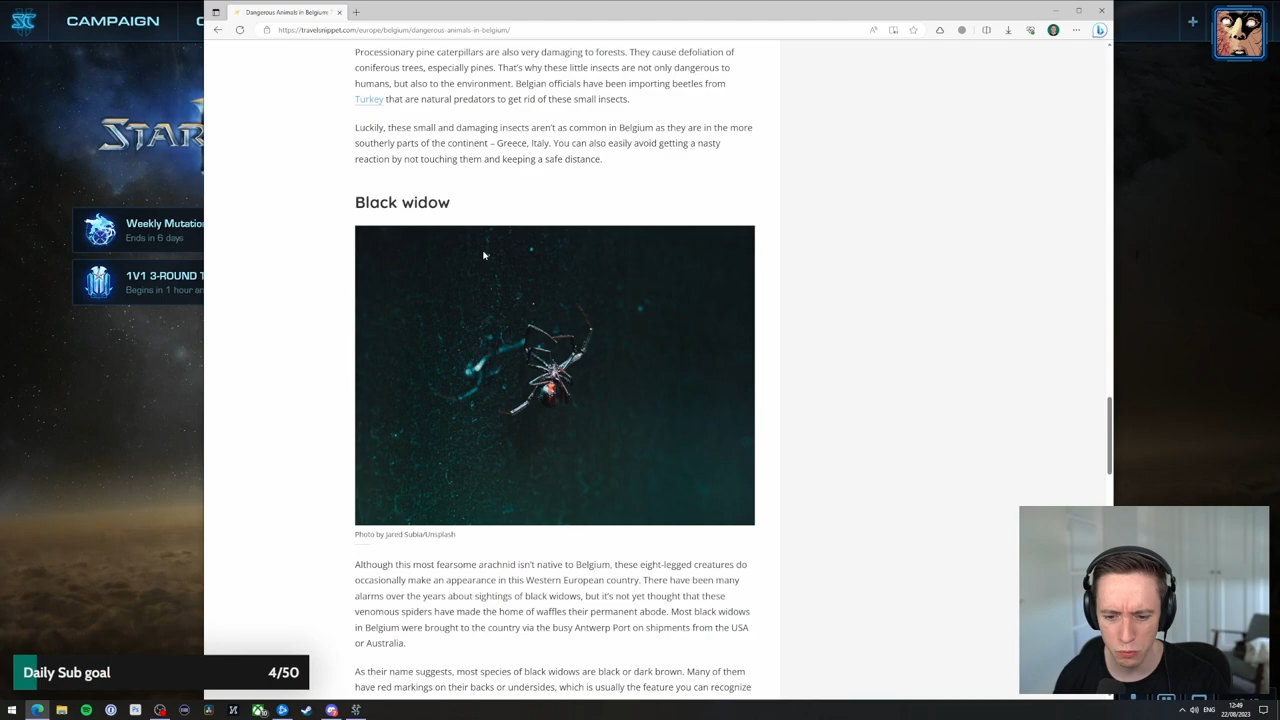 CAMPAIGN
C
STAR
Weekly Mutatio
Ends in 6 days
1V1 3-ROUND T
Begins in 1 hour an
Dangerous Animals in Belgium:
https://travelsnippet.com/europe/belgium/dangerous-animals-in-belgium/
Processionary pine caterpillars are also very damaging to forests. They cause defoliation of
coniferous trees, especially pines. That's why these little insects are not only dangerous to
humans, but also to the environment. Belgian officials have been importing beetles from
Turkey that are natural predators to get rid of these small insects.
Luckily, these small and damaging insects aren't as common in Belgium as they are in the more
southerly parts of the continent – Greece, Italy. You can also easily avoid getting a nasty
reaction by not touching them and keeping a safe distance.
Black widow
Photo by Jared Subia/Unsplash
Although this most fearsome arachnid isn't native to Belgium, these eight-legged creatures do
occasionally make an appearance in this Western European country. There have been many
alarms over the years about sightings of black widows, but it's not yet thought that these
venomous spiders have made the home of waffles their permanent abode. Most black widows
in Belgium were brought to the country via the busy Antwerp Port on shipments from the USA
or Australia.
As their name suggests, most species of black widows are black or dark brown. Many of them
have red markings on their backs or undersides, which is usually the feature you can recognize
Daily Sub goal
4/50
ENG
12:49
22/08/2023